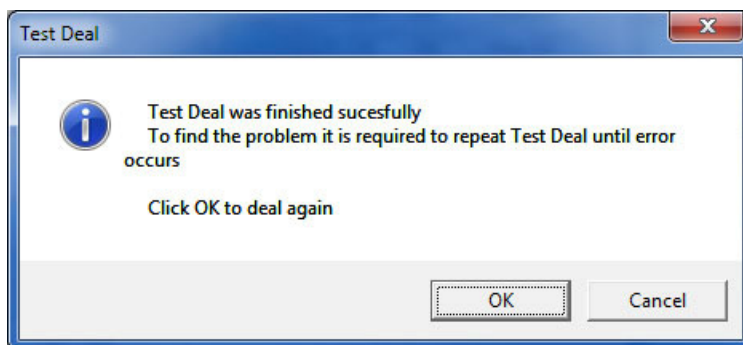 Test Deal
Test Deal was finished sucesfully
To find the problem it is required to repeat Test Deal until error
occurs
Click OK to deal again
OK
Cancel